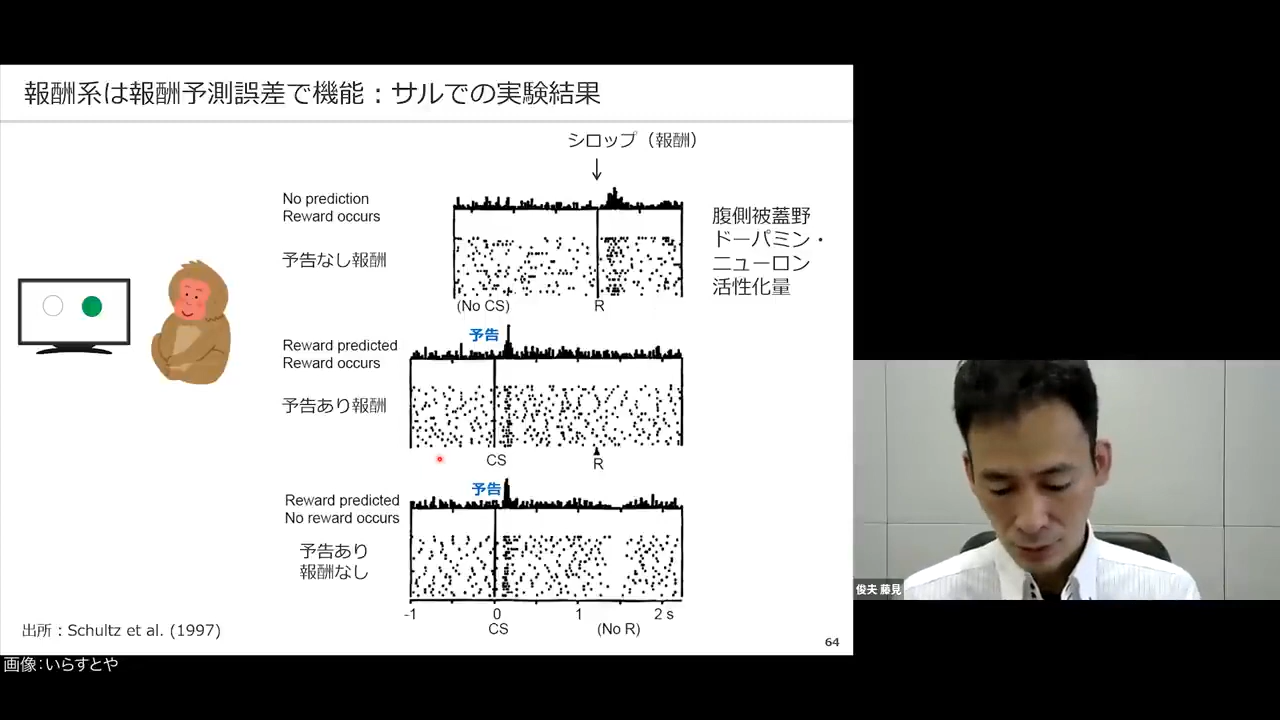 報酬系は報酬予測誤差で機能：サルでの実験結果
シロップ（報酬）
↓
No prediction
Reward occurs
予告なし報酬
(No CS)
R
腹側被蓋野
ドーパミン・
ニューロン
活性化量
予告
Reward predicted
Reward occurs
予告あり報酬
CS
R
予告
Reward predicted
No reward occurs
予告あり
報酬なし
-1
0
1
2 s
CS
(No R)
出所：Schultz et al. (1997)
64
画像：いらすとや
俊夫 藤見